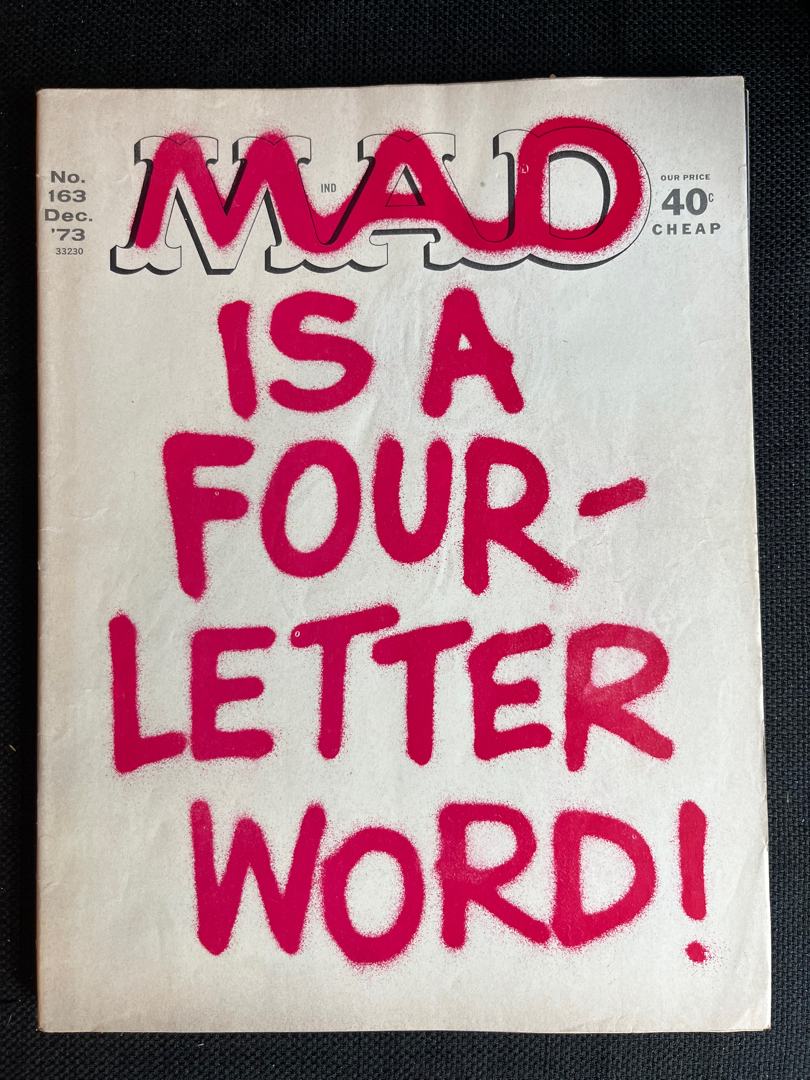 No.
163
Dec.
'73
33230
MAD
IND
OUR PRICE
40¢
CHEAP
IS A
FOUR-
LETTER
WORD!